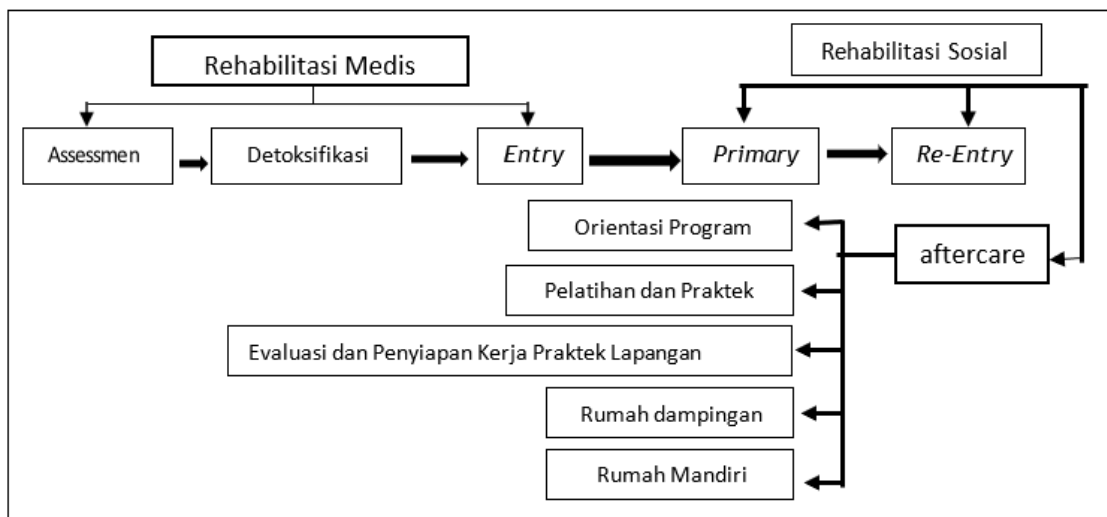 Rehabilitasi Medis
Rehabilitasi Sosial
Assessmen
Detoksifikasi
Entry
Primary
Re-Entry
Orientasi Program
aftercare
Pelatihan dan Praktek
Evaluasi dan Penyiapan Kerja Praktek Lapangan
Rumah dampingan
Rumah Mandiri